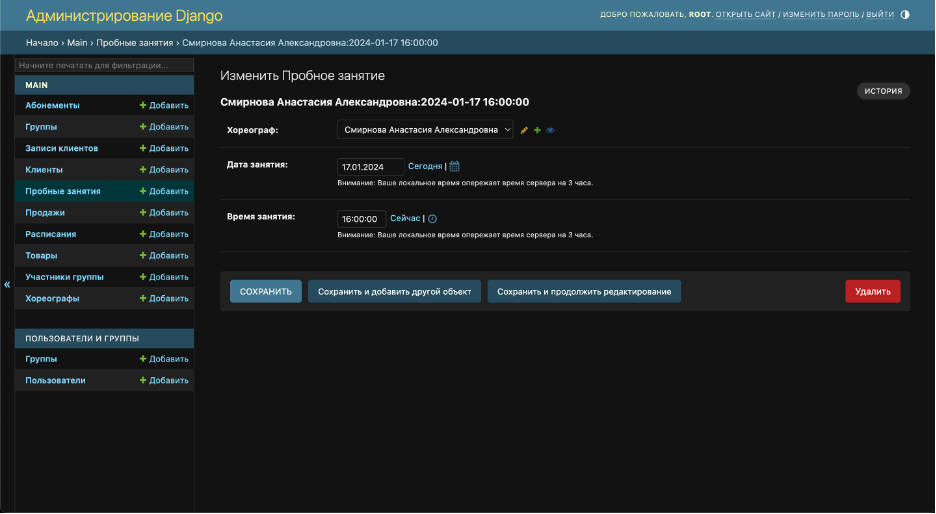 Администрирование Django
ДОБРО ПОЖАЛОВАТЬ, ROOT. ОТКРЫТЬ САЙТ / ИЗМЕНИТЬ ПАРОЛЬ / ВЫЙТИ
Начало › Main › Пробные занятия › Смирнова Анастасия Александровна:2024-01-17 16:00:00
Начните печатать для фильтрации...
MAIN
Абонементы + Добавить
Группы + Добавить
Записи клиентов + Добавить
Клиенты + Добавить
Пробные занятия + Добавить
Продажи + Добавить
Расписания + Добавить
Товары + Добавить
Участники группы + Добавить
Хореографы + Добавить
ПОЛЬЗОВАТЕЛИ И ГРУППЫ
Группы + Добавить
Пользователи + Добавить
«
Изменить Пробное занятие
ИСТОРИЯ
Смирнова Анастасия Александровна:2024-01-17 16:00:00
Хореограф: Смирнова Анастасия Александровна
Дата занятия: 17.01.2024 Сегодня |
Внимание: Ваше локальное время опережает время сервера на 3 часа.
Время занятия: 16:00:00 Сейчас |
Внимание: Ваше локальное время опережает время сервера на 3 часа.
СОХРАНИТЬ Сохранить и добавить другой объект Сохранить и продолжить редактирование Удалить